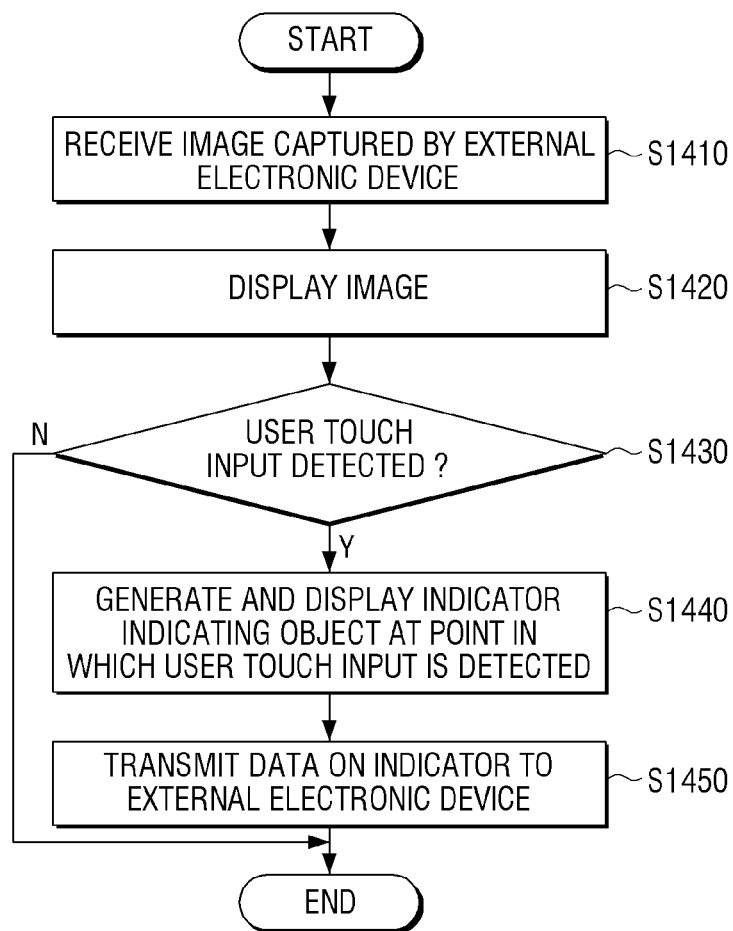 START
RECEIVE IMAGE CAPTURED BY EXTERNAL
ELECTRONIC DEVICE
S1410
DISPLAY IMAGE
S1420
N
USER TOUCH
INPUT DETECTED ?
S1430
Y
GENERATE AND DISPLAY INDICATOR
INDICATING OBJECT AT POINT IN
WHICH USER TOUCH INPUT IS DETECTED
S1440
TRANSMIT DATA ON INDICATOR TO
EXTERNAL ELECTRONIC DEVICE
S1450
END